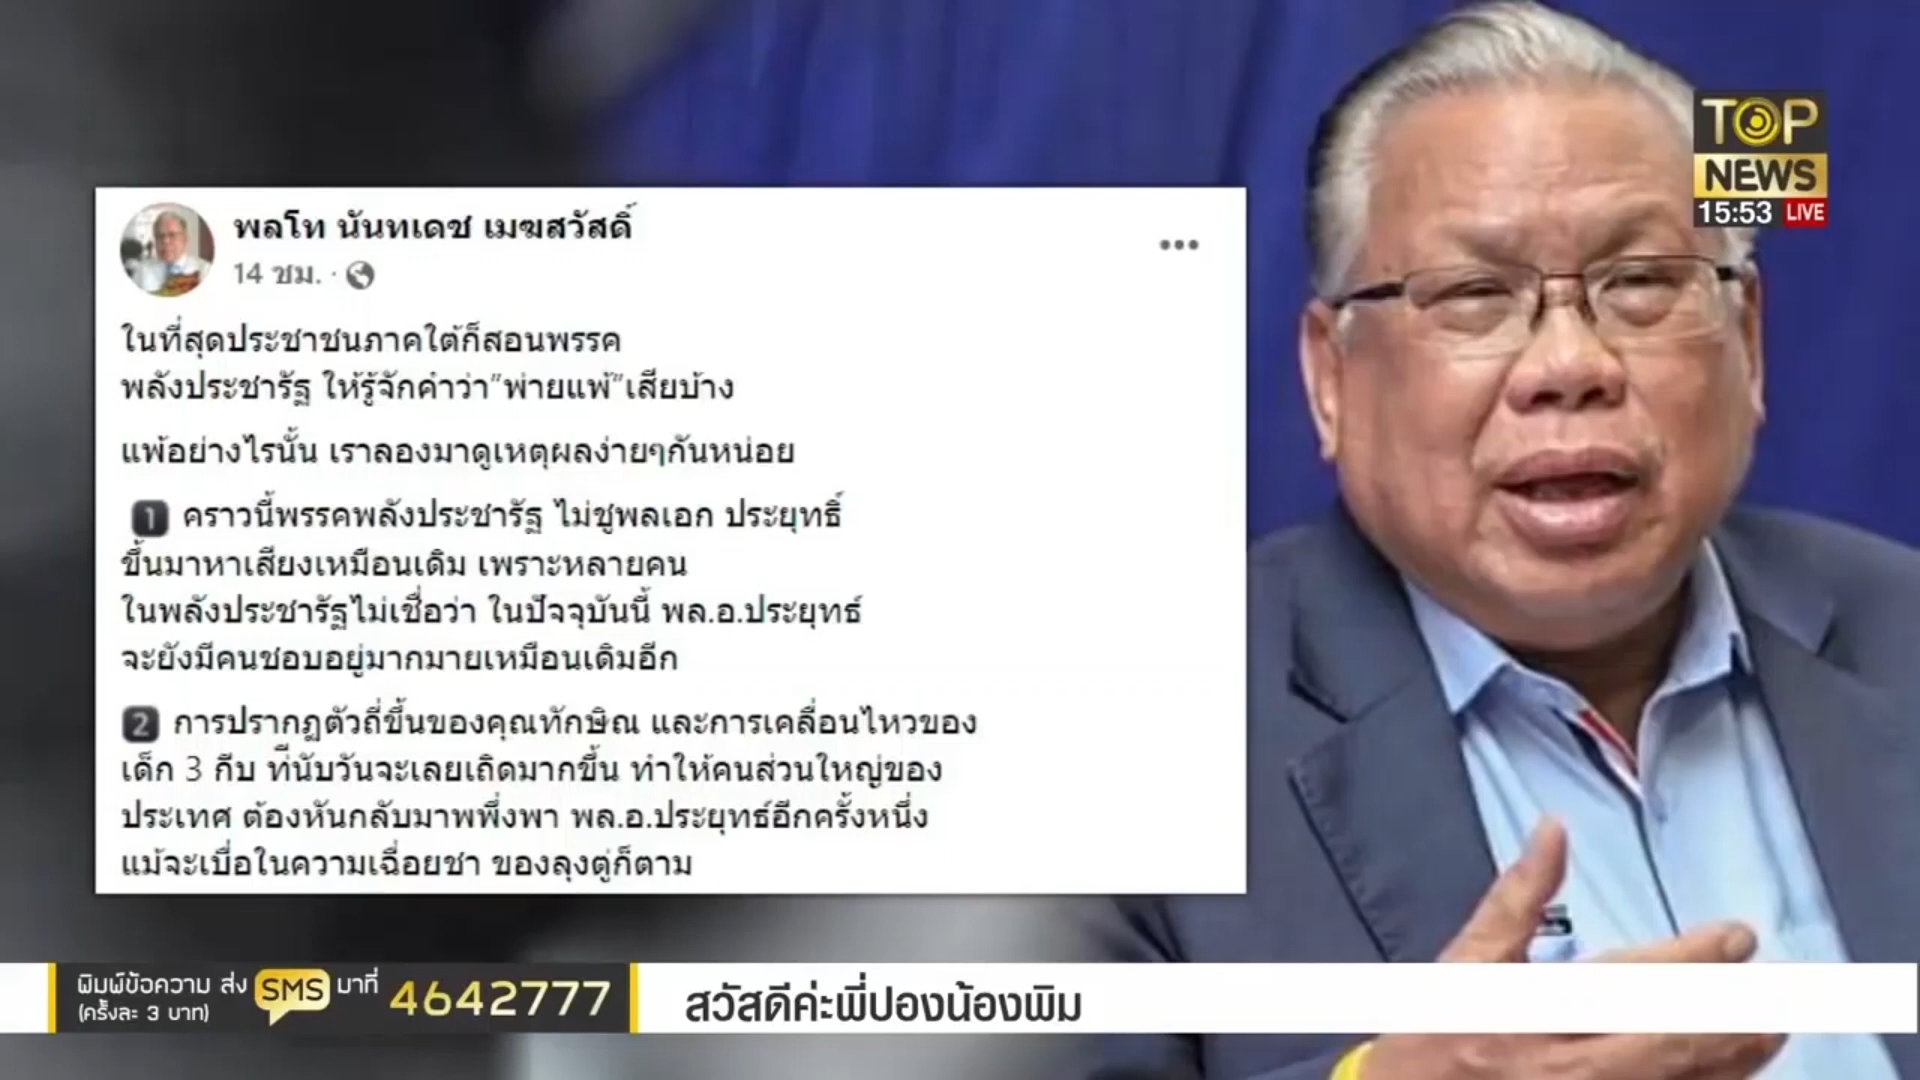 TOP
NEWS
15:53 LIVE
พลโท นันทเดช เมฆสวัสดิ์
14 ชม.
ในที่สุดประชาชนภาคใต้ก็สอนพรรค
พลังประชารัฐ ให้รู้จักคำว่า"พ่ายแพ้"เสียบ้าง
แพ้อย่างไรนั้น เราลองมาดูเหตุผลง่ายๆกันหน่อย
1 คราวนี้พรรคพลังประชารัฐ ไม่ชูพลเอก ประยุทธิ์
ขึ้นมาหาเสียงเหมือนเดิม เพราะหลายคน
ในพลังประชารัฐไม่เชื่อว่า ในปัจจุบันนี้ พล.อ.ประยุทธ์
จะยังมีคนชอบอยู่มากมายเหมือนเดิมอีก
2 การปรากฏตัวถี่ขึ้นของคุณทักษิณ และการเคลื่อนไหวของ
เด็ก 3 กีบ ที่นับวันจะเลยเถิดมากขึ้น ทำให้คนส่วนใหญ่ของ
ประเทศ ต้องหันกลับมาพพึ่งพา พล.อ.ประยุทธ์อีกครั้งหนึ่ง
แม้จะเบื่อในความเฉื่อยชา ของลุงตู่ก็ตาม
พิมพ์ข้อความ ส่ง SMS มาที่ 4642777
(ครั้งละ 3 บาท)
สวัสดีค่ะพี่ปองน้องพิม